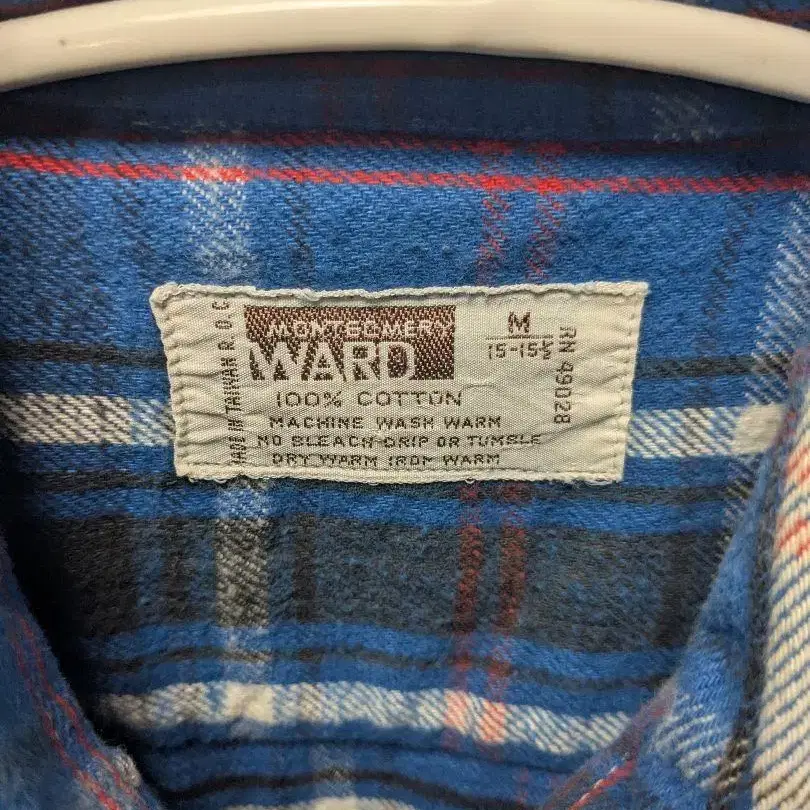 MADE IN TAIWAN R.O.C
MONTGOMERY
WARD
M
15-15½
RN 49028
100% COTTON
MACHINE WASH WARM
NO BLEACH-DRIP OR TUMBLE
DRY WARM IRON WARM